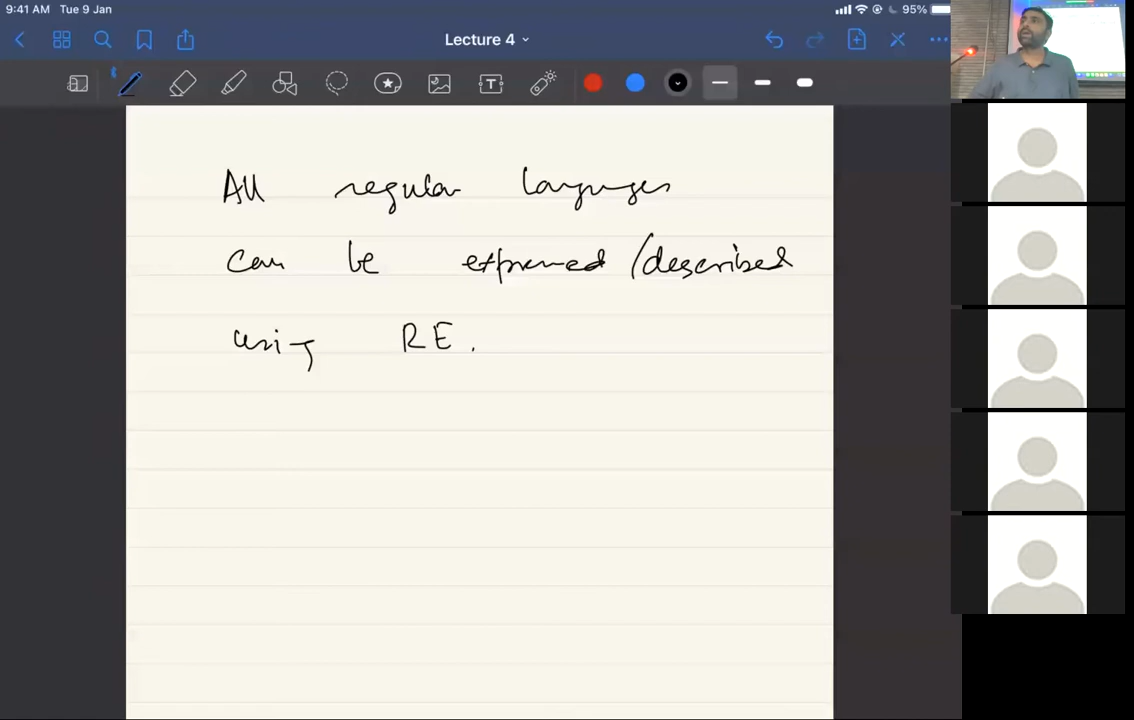 9:41 AM Tue 9 Jan
95%
Lecture 4
All regular languages
can be expressed /described
using RE.